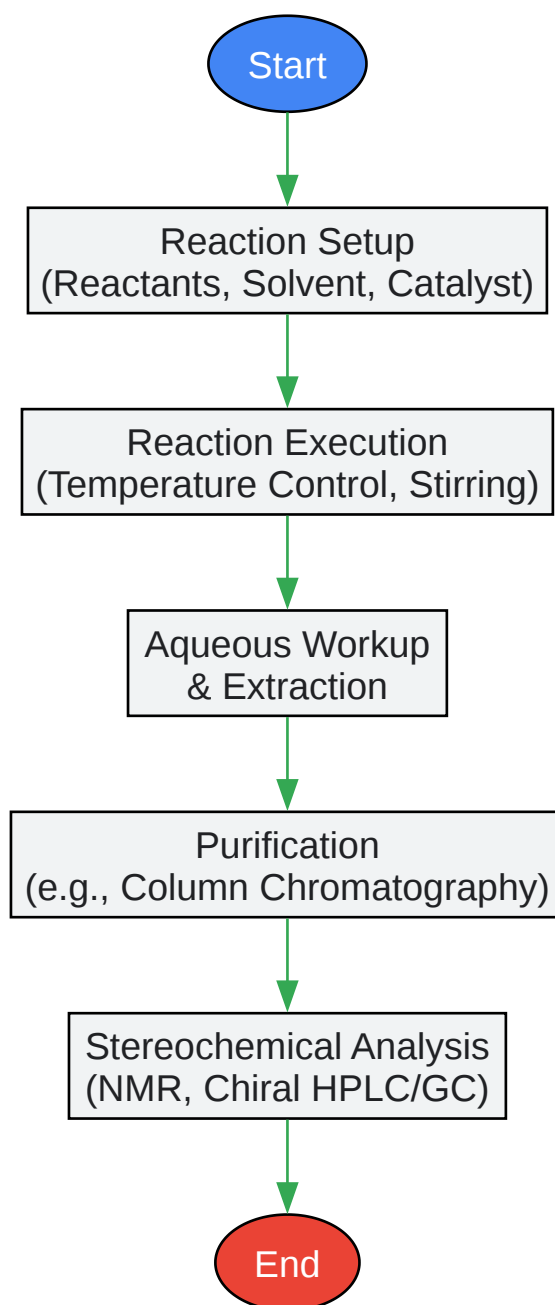 Start
Reaction Setup
(Reactants, Solvent, Catalyst)
Reaction Execution
(Temperature Control, Stirring)
Aqueous Workup
& Extraction
Purification
(e.g., Column Chromatography)
Stereochemical Analysis
(NMR, Chiral HPLC/GC)
End